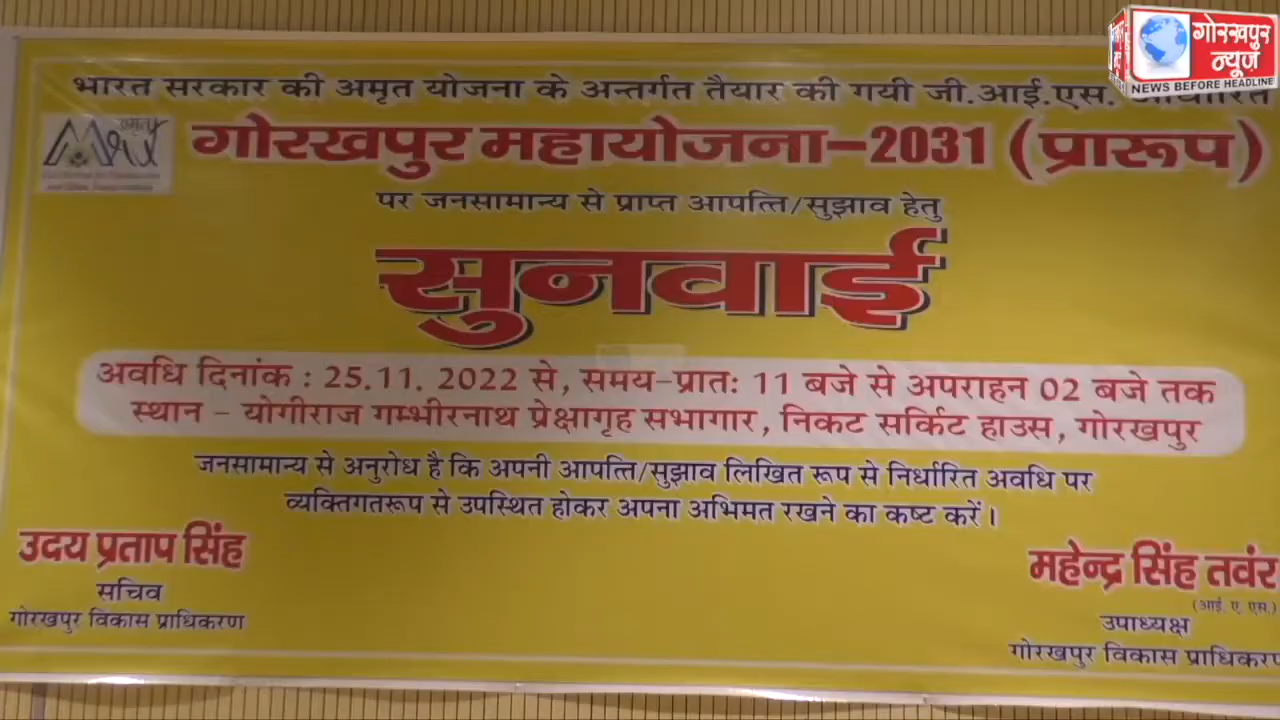 गोरखपुर
न्यूज़
NEWS BEFORE HEADLINE
भारत सरकार की अमृत योजना के अन्तर्गत तैयार की गयी जी.आई.एस.
गोरखपुर महायोजना-2031 (प्रारूप)
पर जनसामान्य से प्राप्त आपत्ति/सुझाव हेतु
सुनवाई
अवधि दिनांक : 25.11. 2022 से, समय-प्रातः 11 बजे से अपराहन 02 बजे तक
स्थान - योगीराज गम्भीरनाथ प्रेक्षागृह सभागार, निकट सर्किट हाउस, गोरखपुर
जनसामान्य से अनुरोध है कि अपनी आपत्ति/सुझाव लिखित रूप से निर्धारित अवधि पर
व्यक्तिगतरूप से उपस्थित होकर अपना अभिमत रखने का कष्ट करें।
उदय प्रताप सिंह
सचिव
गोरखपुर विकास प्राधिकरण
महेन्द्र सिंह तवंर
(आई. ए. एस.)
उपाध्यक्ष
गोरखपुर विकास प्राधिकरण